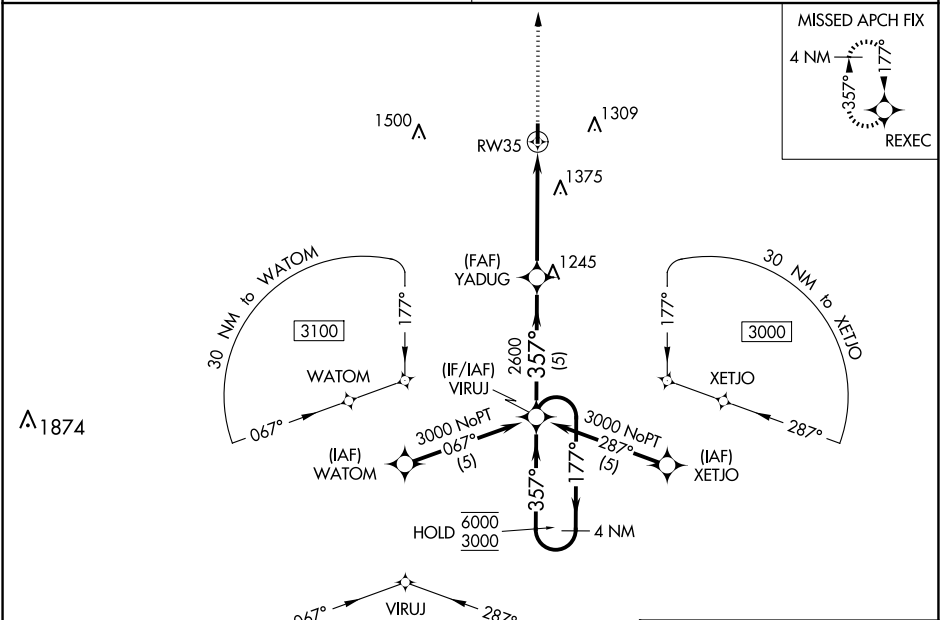 MISSED APCH FIX
4 NM
357°
177°
REXEC
1500
1309
RW35
1375
(FAF)
YADUG
1245
30 NM to WATOM
3100
177°
WATOM
067°
30 NM to XETJO
3000
177°
XETJO
287°
2600
357°
(5)
(IF/IAF)
VIRUJ
1874
3000 NoPT
067°
(5)
(IAF)
WATOM
3000 NoPT
287°
(5)
(IAF)
XETJO
357°
177°
HOLD 6000
3000
4 NM
067°
VIRUJ
287°